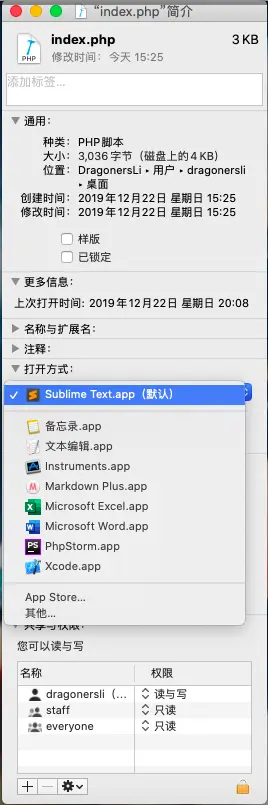 “index.php”简介
index.php
3 KB
修改时间：今天 15:25
添加标签...
通用：
种类：PHP脚本
大小：3,036 字节（磁盘上的4 KB）
位置：DragonersLi ▸ 用户 ▸ dragonersli
▸ 桌面
创建时间：2019年12月22日 星期日 15:25
修改时间：2019年12月22日 星期日 15:25
样版
已锁定
更多信息：
上次打开时间：2019年12月22日 星期日 20:08
名称与扩展名：
注释：
打开方式：
Sublime Text.app（默认）
备忘录.app
文本编辑.app
Instruments.app
Markdown Plus.app
Microsoft Excel.app
Microsoft Word.app
PhpStorm.app
Xcode.app
App Store...
其他...
共享与权限：
您可以读与写
名称 权限
dragonersli（... 读与写
staff 只读
everyone 只读